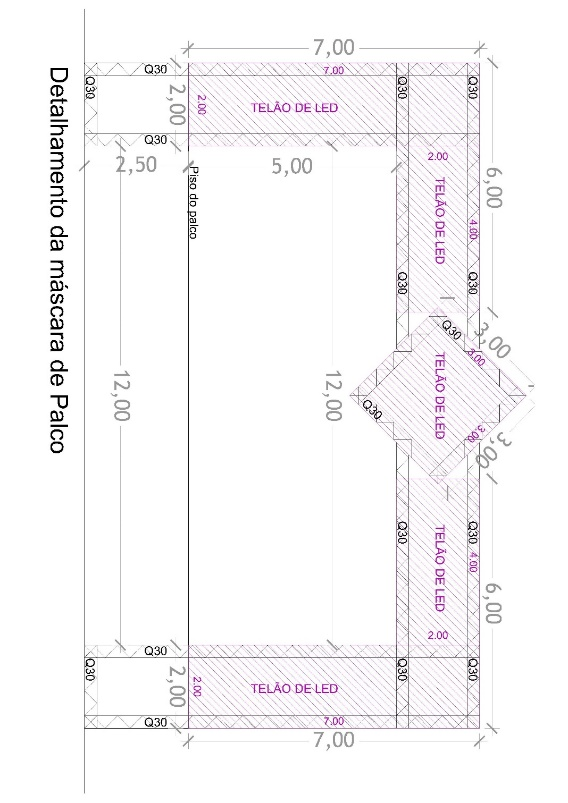 Detalhamento da máscara de Palco
7,00
7.00
Q30
Q30
Q30
Q30
2,00
2.00
TELÃO DE LED
Q30
2,50
5,00
Piso do palco
2.00
TELÃO DE LED
6,00
4.00
Q30
Q30
Q30
3,00
3.00
12,00
12,00
TELÃO DE LED
Q30
3.00
3,00
Q30
Q30
TELÃO DE LED
4.00
6,00
2.00
Q30
Q30
2,00
2.00
TELÃO DE LED
Q30
Q30
Q30
7.00
7,00